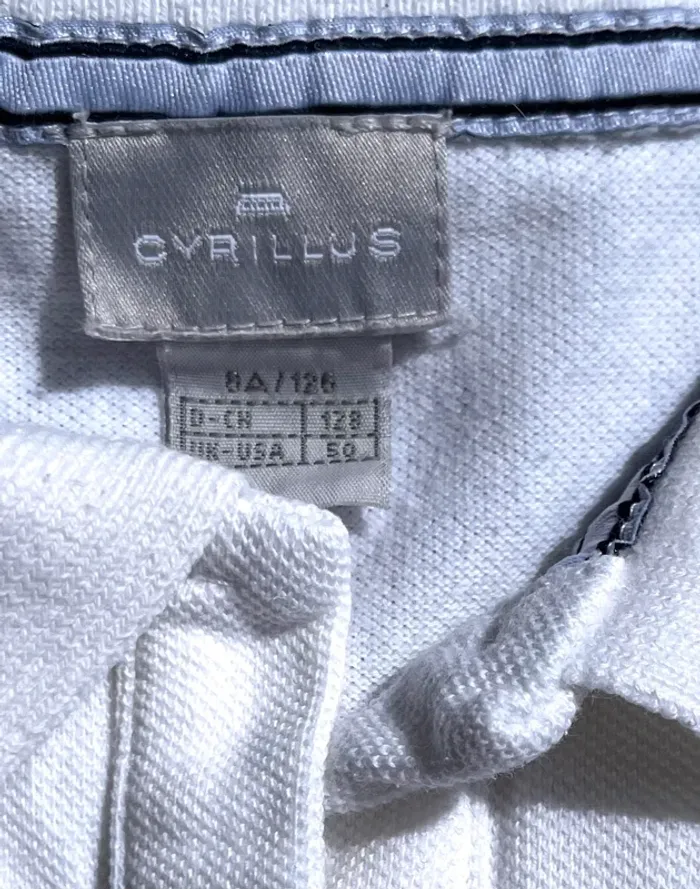 CYRILLUS
8A/126
D-CH 128
UK-USA 50